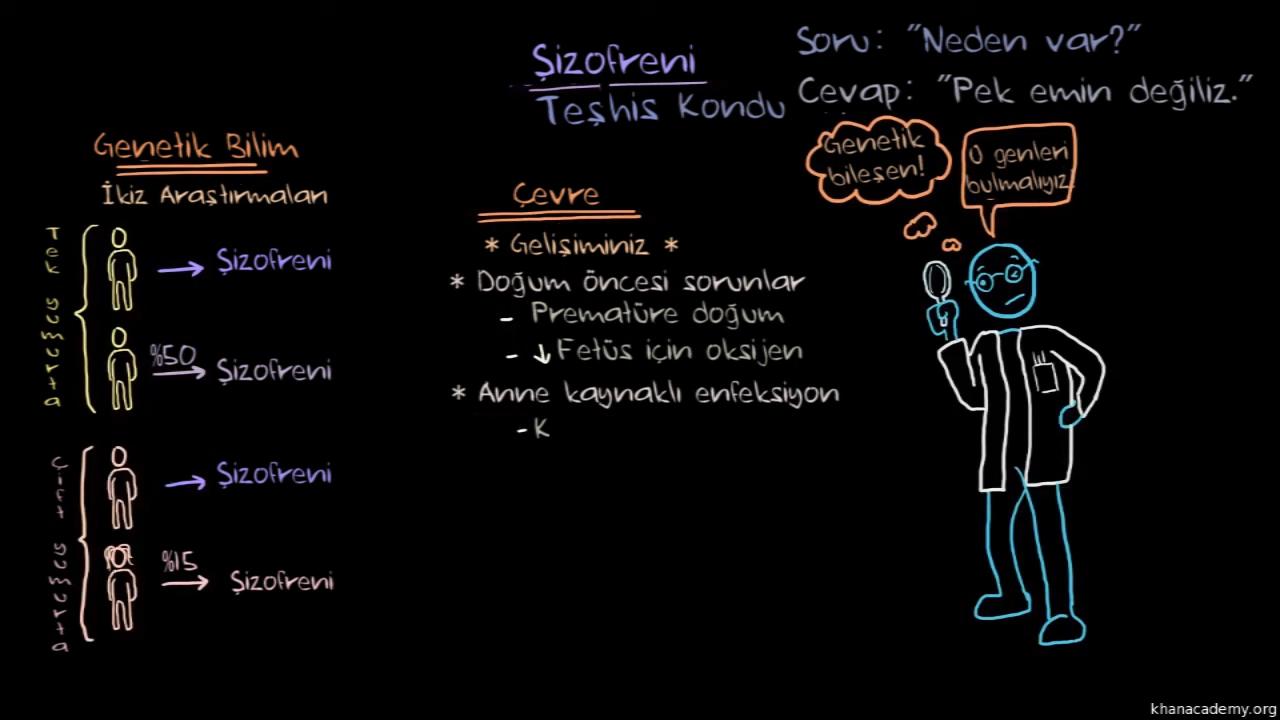 Şizofreni
Teşhis Kondu
Soru: "Neden var?"
Cevap: "Pek emin değiliz."
Genetik Bilim
İkiz Araştırmaları
Tek yumurta
Şizofreni
%50
Şizofreni
Çift yumurta
Şizofreni
%15
Şizofreni
Çevre
* Gelişiminiz *
* Doğum öncesi sorunlar
- Prematüre doğum
- ↓ Fetüs için oksijen
* Anne kaynaklı enfeksiyon
- K
Genetik
bileşen!
O genleri
bulmalıyız.
khanacademy.org